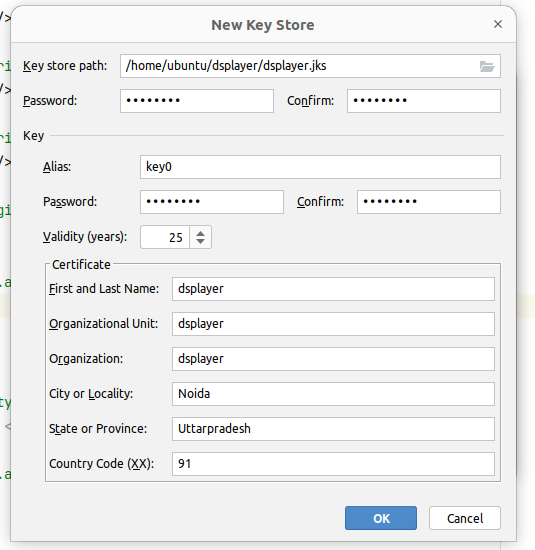 New Key Store
Key store path: /home/ubuntu/dsplayer/dsplayer.jks
Password: •••••••• Confirm: ••••••••
Key
Alias: key0
Password: •••••••• Confirm: ••••••••
Validity (years): 25
Certificate
First and Last Name: dsplayer
Organizational Unit: dsplayer
Organization: dsplayer
City or Locality: Noida
State or Province: Uttarpradesh
Country Code (XX): 91
OK Cancel